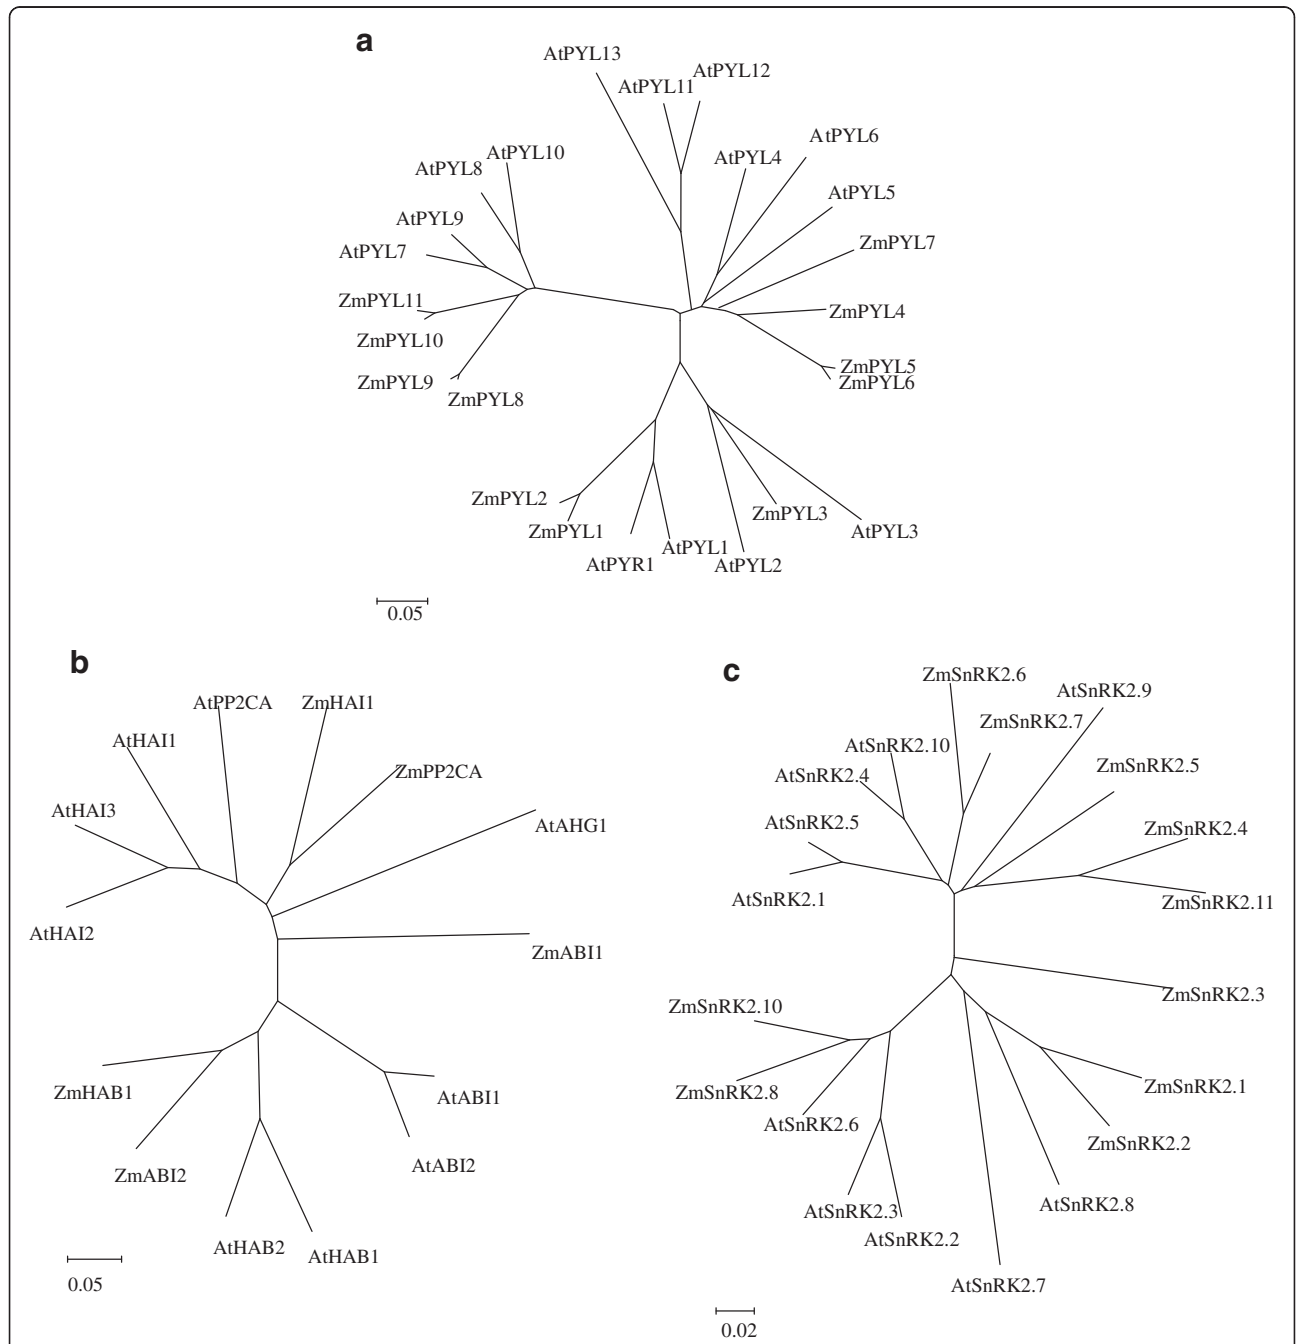 a
AtPYL13
AtPYL12
AtPYL11
AtPYL6
AtPYL10
AtPYL4
AtPYL8
AtPYL5
AtPYL9
ZmPYL7
AtPYL7
ZmPYL11
ZmPYL4
ZmPYL10
ZmPYL5
ZmPYL9
ZmPYL6
ZmPYL8
ZmPYL2
ZmPYL3
ZmPYL1
AtPYL3
AtPYL1
AtPYR1
AtPYL2
0.05
b
AtPP2CA
ZmHAI1
AtHAI1
ZmPP2CA
AtHAI3
AtAHG1
AtHAI2
ZmABI1
ZmHAB1
AtABI1
AtABI2
ZmABI2
AtHAB2
AtHAB1
0.05
c
ZmSnRK2.6
AtSnRK2.9
ZmSnRK2.7
AtSnRK2.10
ZmSnRK2.5
AtSnRK2.4
AtSnRK2.5
ZmSnRK2.4
AtSnRK2.1
ZmSnRK2.11
ZmSnRK2.3
ZmSnRK2.10
ZmSnRK2.1
ZmSnRK2.8
AtSnRK2.6
ZmSnRK2.2
AtSnRK2.8
AtSnRK2.3
AtSnRK2.2
AtSnRK2.7
0.02